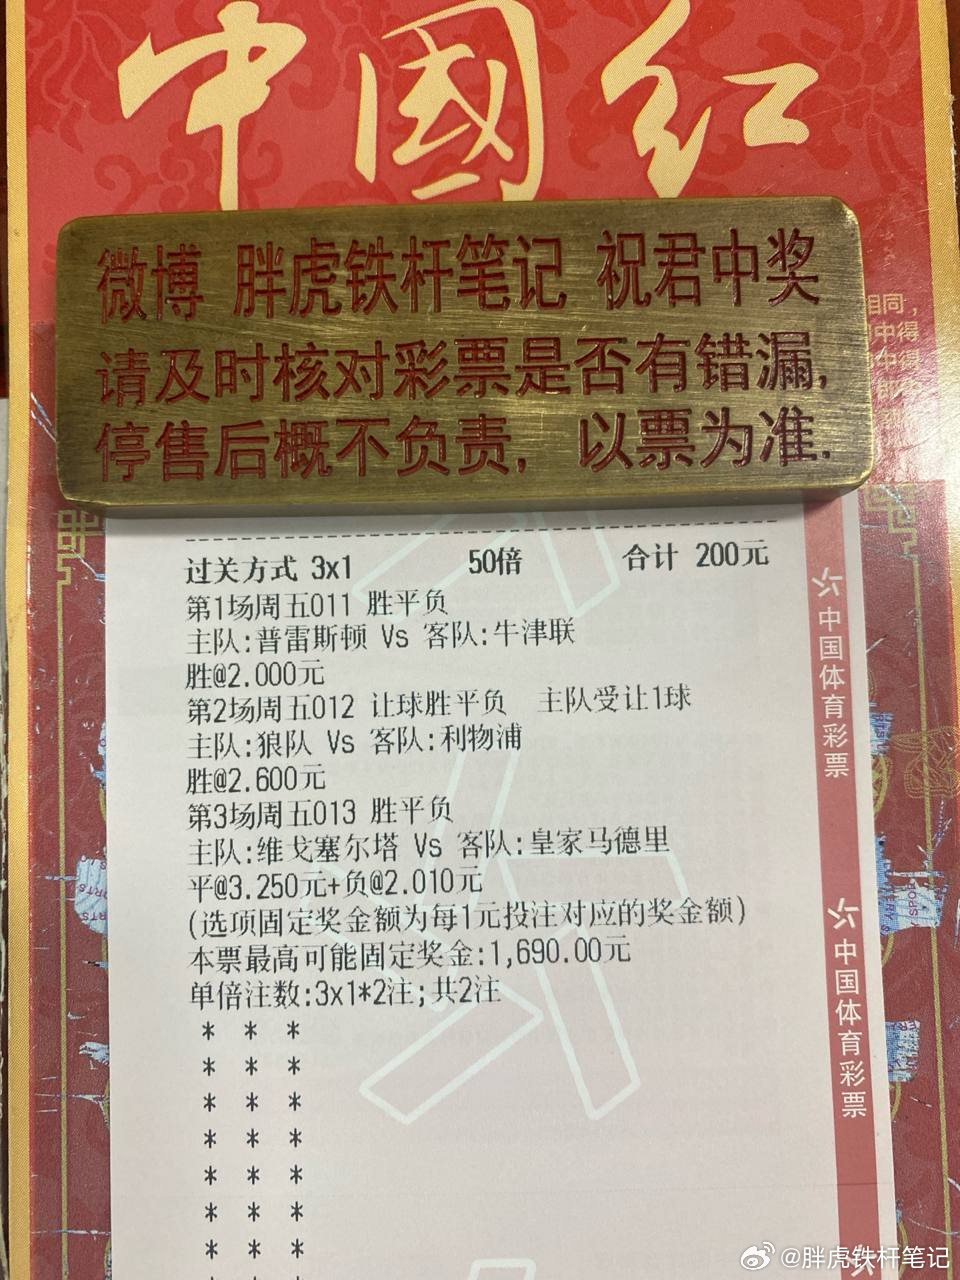 中國红
微博 胖虎铁杆笔记 祝君中奖
请及时核对彩票是否有错漏,
停售后概不负责, 以票为准.
相同,
中得
中得
过关方式 3x1 50倍 合计 200元
第1场周五011 胜平负
主队:普雷斯顿 Vs 客队:牛津联
胜@2.000元
第2场周五012 让球胜平负 主队受让1球
主队:狼队 Vs 客队:利物浦
胜@2.600元
第3场周五013 胜平负
主队:维戈塞尔塔 Vs 客队:皇家马德里
平@3.250元+负@2.010元
(选项固定奖金额为每1元投注对应的奖金额)
本票最高可能固定奖金:1,690.00元
单倍注数:3x1*2注;共2注
* * *
* * *
* * *
* * *
* * *
* * *
* * *
中国体育彩票
中国体育彩票
@胖虎铁杆笔记